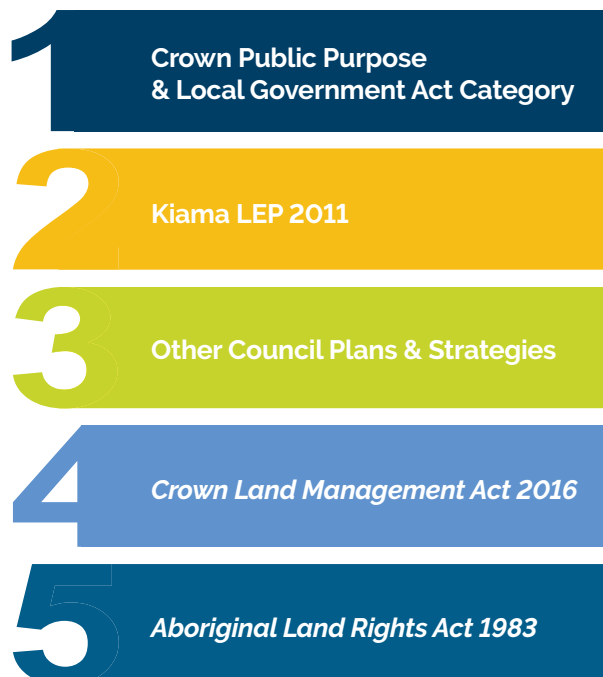 1
Crown Public Purpose
& Local Government Act Category
2
Kiama LEP 2011
3
Other Council Plans & Strategies
4
Crown Land Management Act 2016
5
Aboriginal Land Rights Act 1983